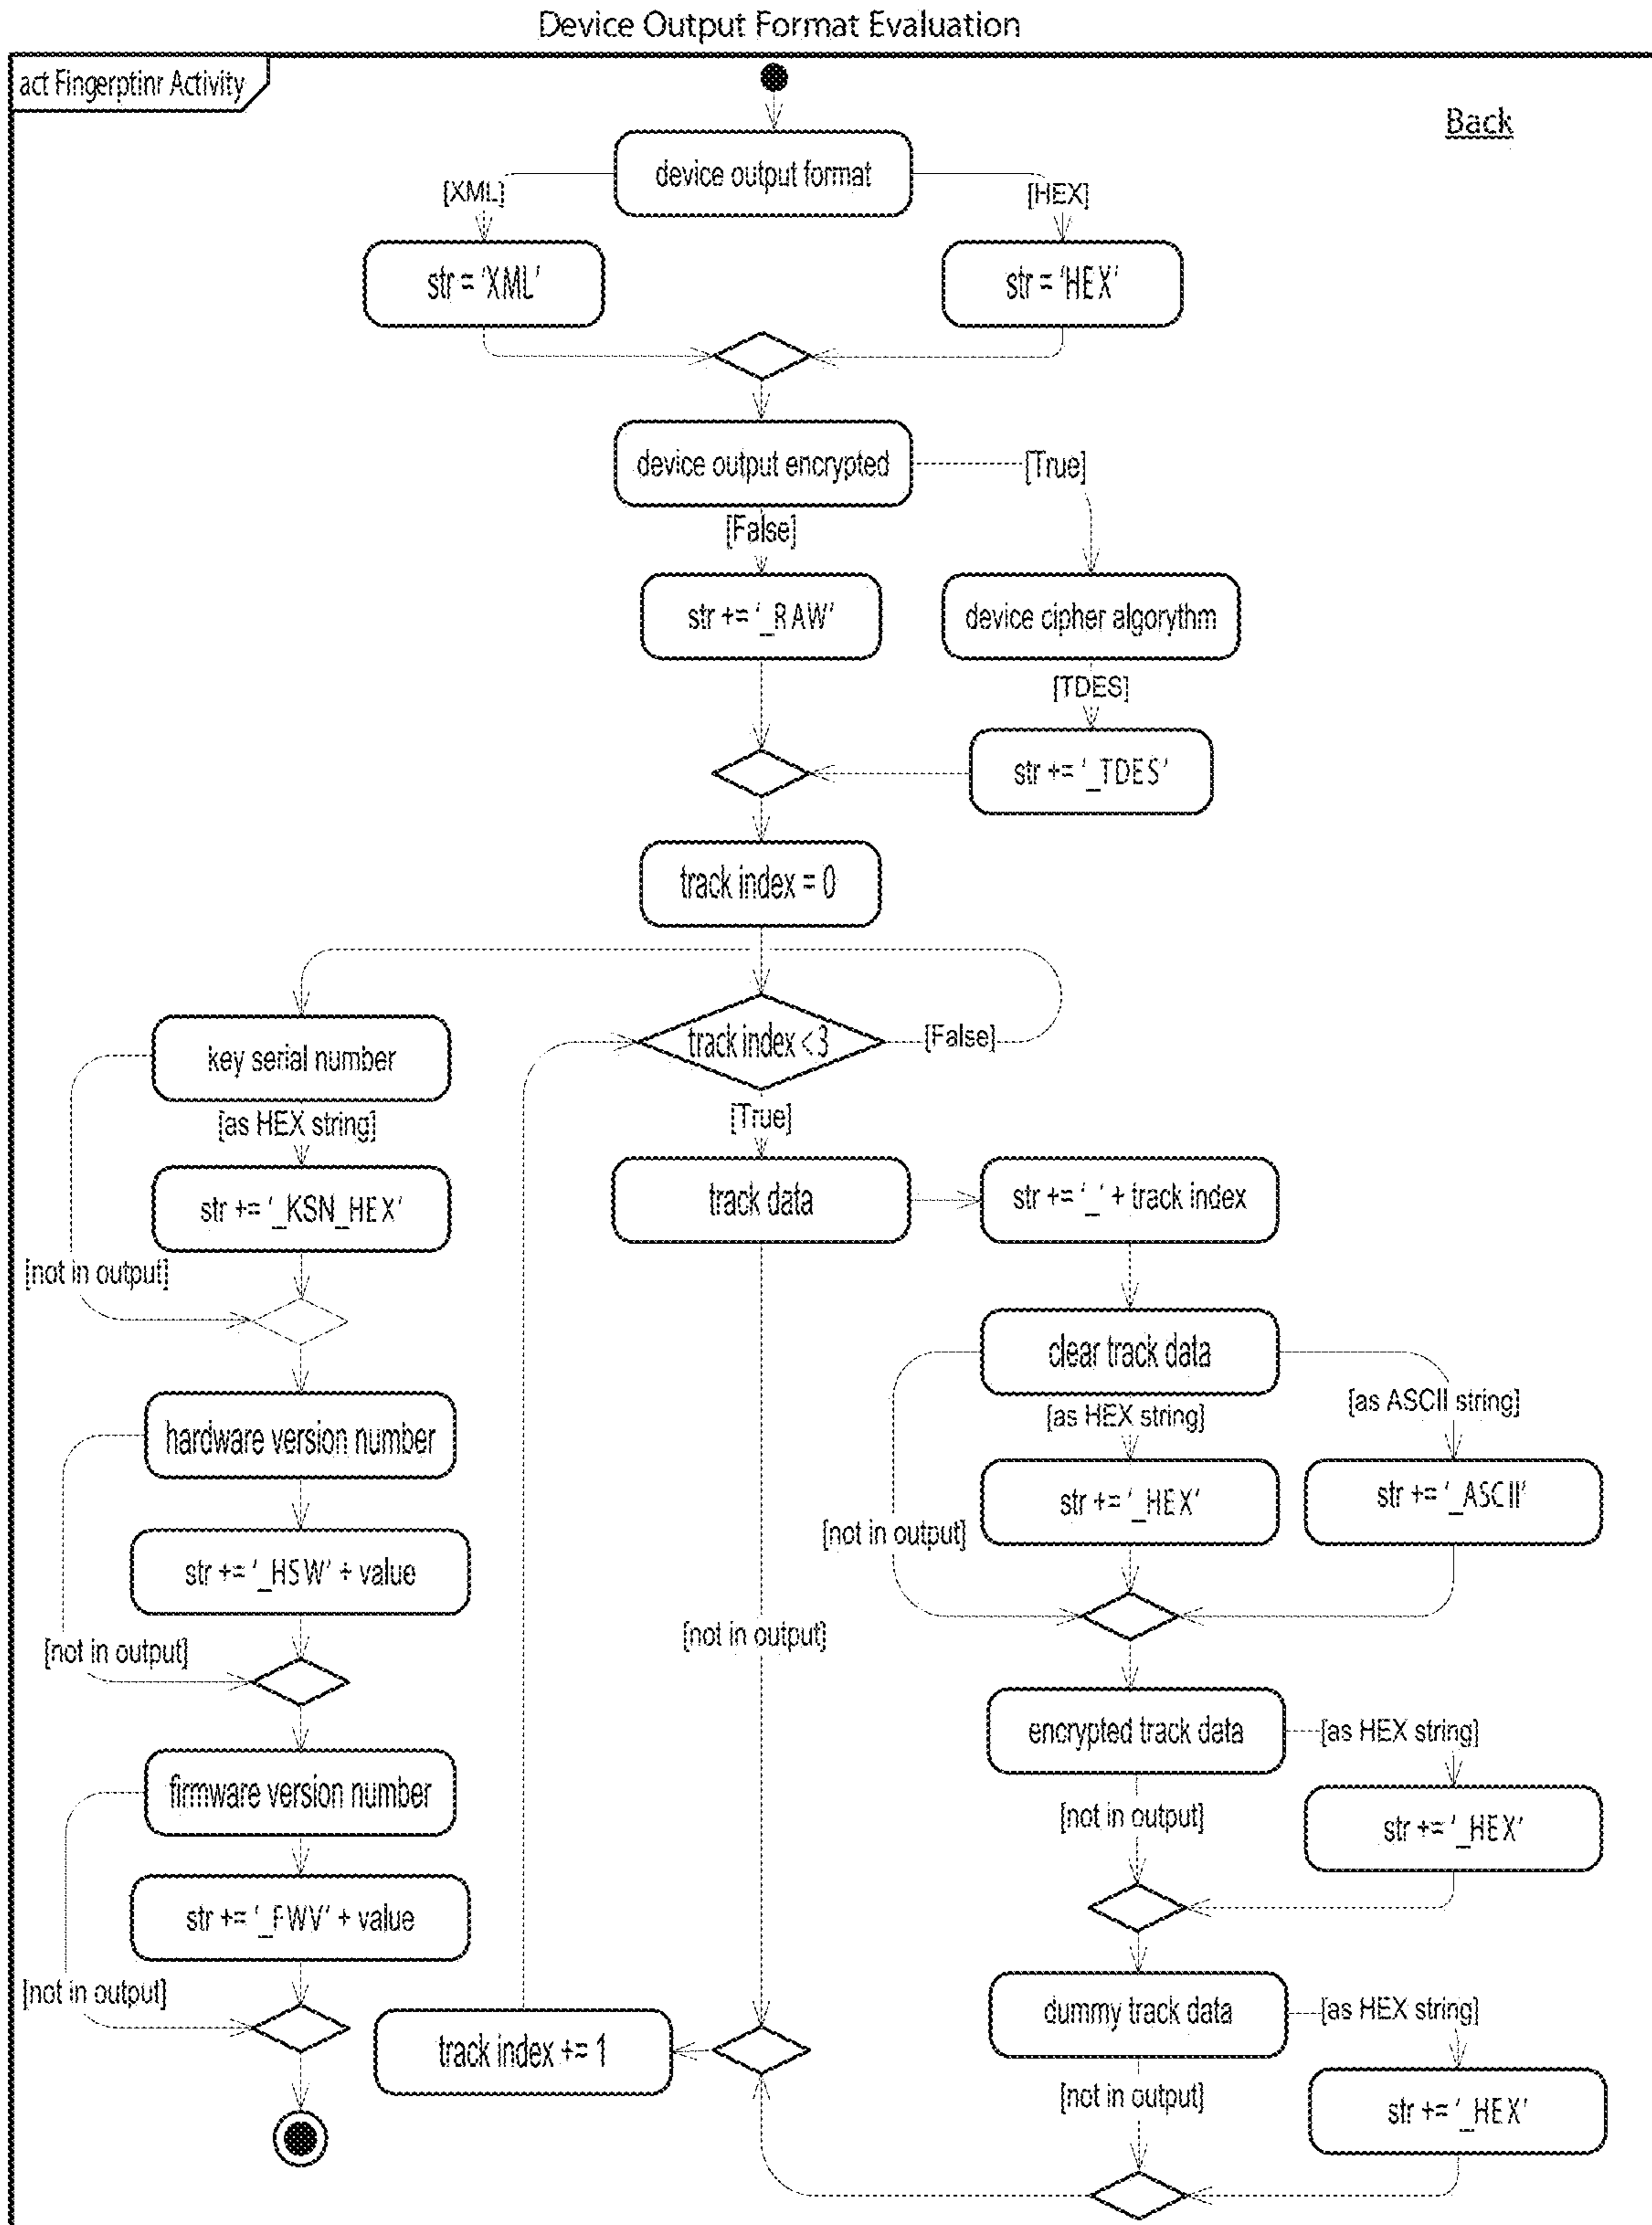 Device Output Format Evaluation
act Fingerptinr Activity
Back
device output format
[XML]
[HEX]
str = 'XML'
str = 'HEX'
device output encrypted
[True]
[False]
str += '_RAW'
device cipher algorythm
[TDES]
str += '_TDES'
track index = 0
track index < 3
[False]
key serial number
[as HEX string]
[True]
str += '_KSN_HEX'
track data
str += '_' + track index
[not in output]
clear track data
[as HEX string]
[as ASCII string]
hardware version number
str += '_HEX'
str += '_ASCII'
[not in output]
str += '_HSW' + value
[not in output]
[not in output]
encrypted track data
[as HEX string]
firmware version number
[not in output]
str += '_HEX'
str += '_FWV' + value
[not in output]
dummy track data
[as HEX string]
track index += 1
[not in output]
str += '_HEX'